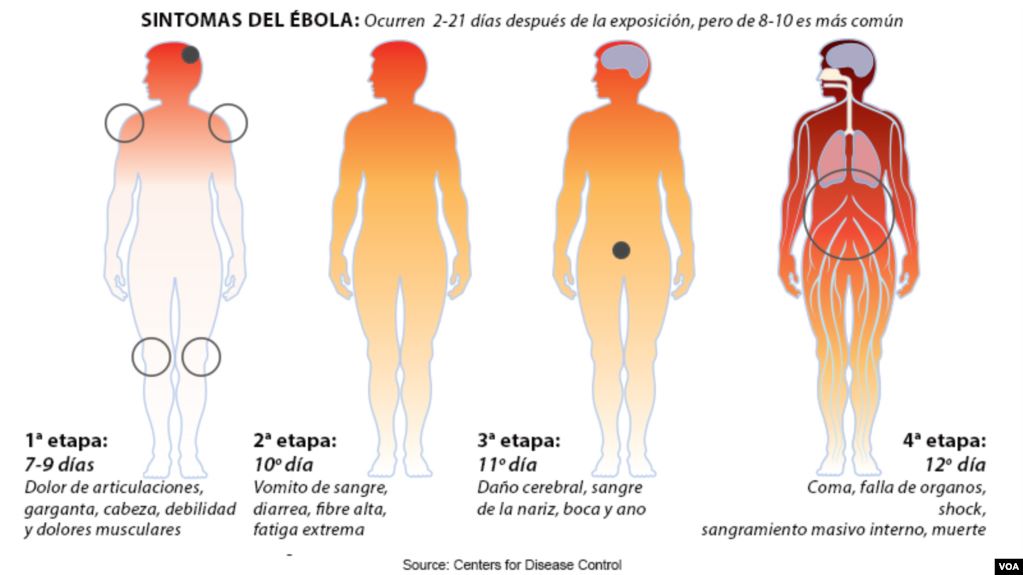 SINTOMAS DEL ÉBOLA: Ocurren 2-21 días después de la exposición, pero de 8-10 es más común
1ª etapa:
7-9 días
Dolor de articulaciones,
garganta, cabeza, debilidad
y dolores musculares
2ª etapa:
10º día
Vomito de sangre,
diarrea, fibre alta,
fatiga extrema
3ª etapa:
11º día
Daño cerebral, sangre
de la nariz, boca y ano
4ª etapa:
12º día
Coma, falla de organos,
shock,
sangramiento masivo interno, muerte
Source: Centers for Disease Control
VOA